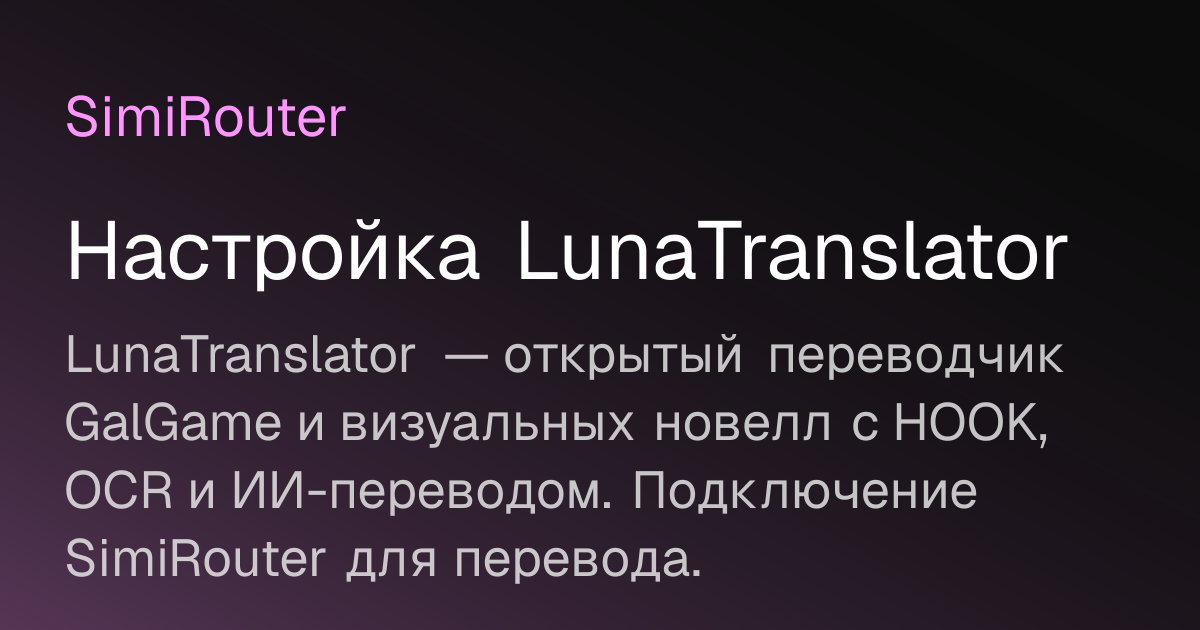 SimiRouter
Настройка LunaTranslator
LunaTranslator — открытый переводчик
GalGame и визуальных новелл с HOOK,
OCR и ИИ-переводом. Подключение
SimiRouter для перевода.